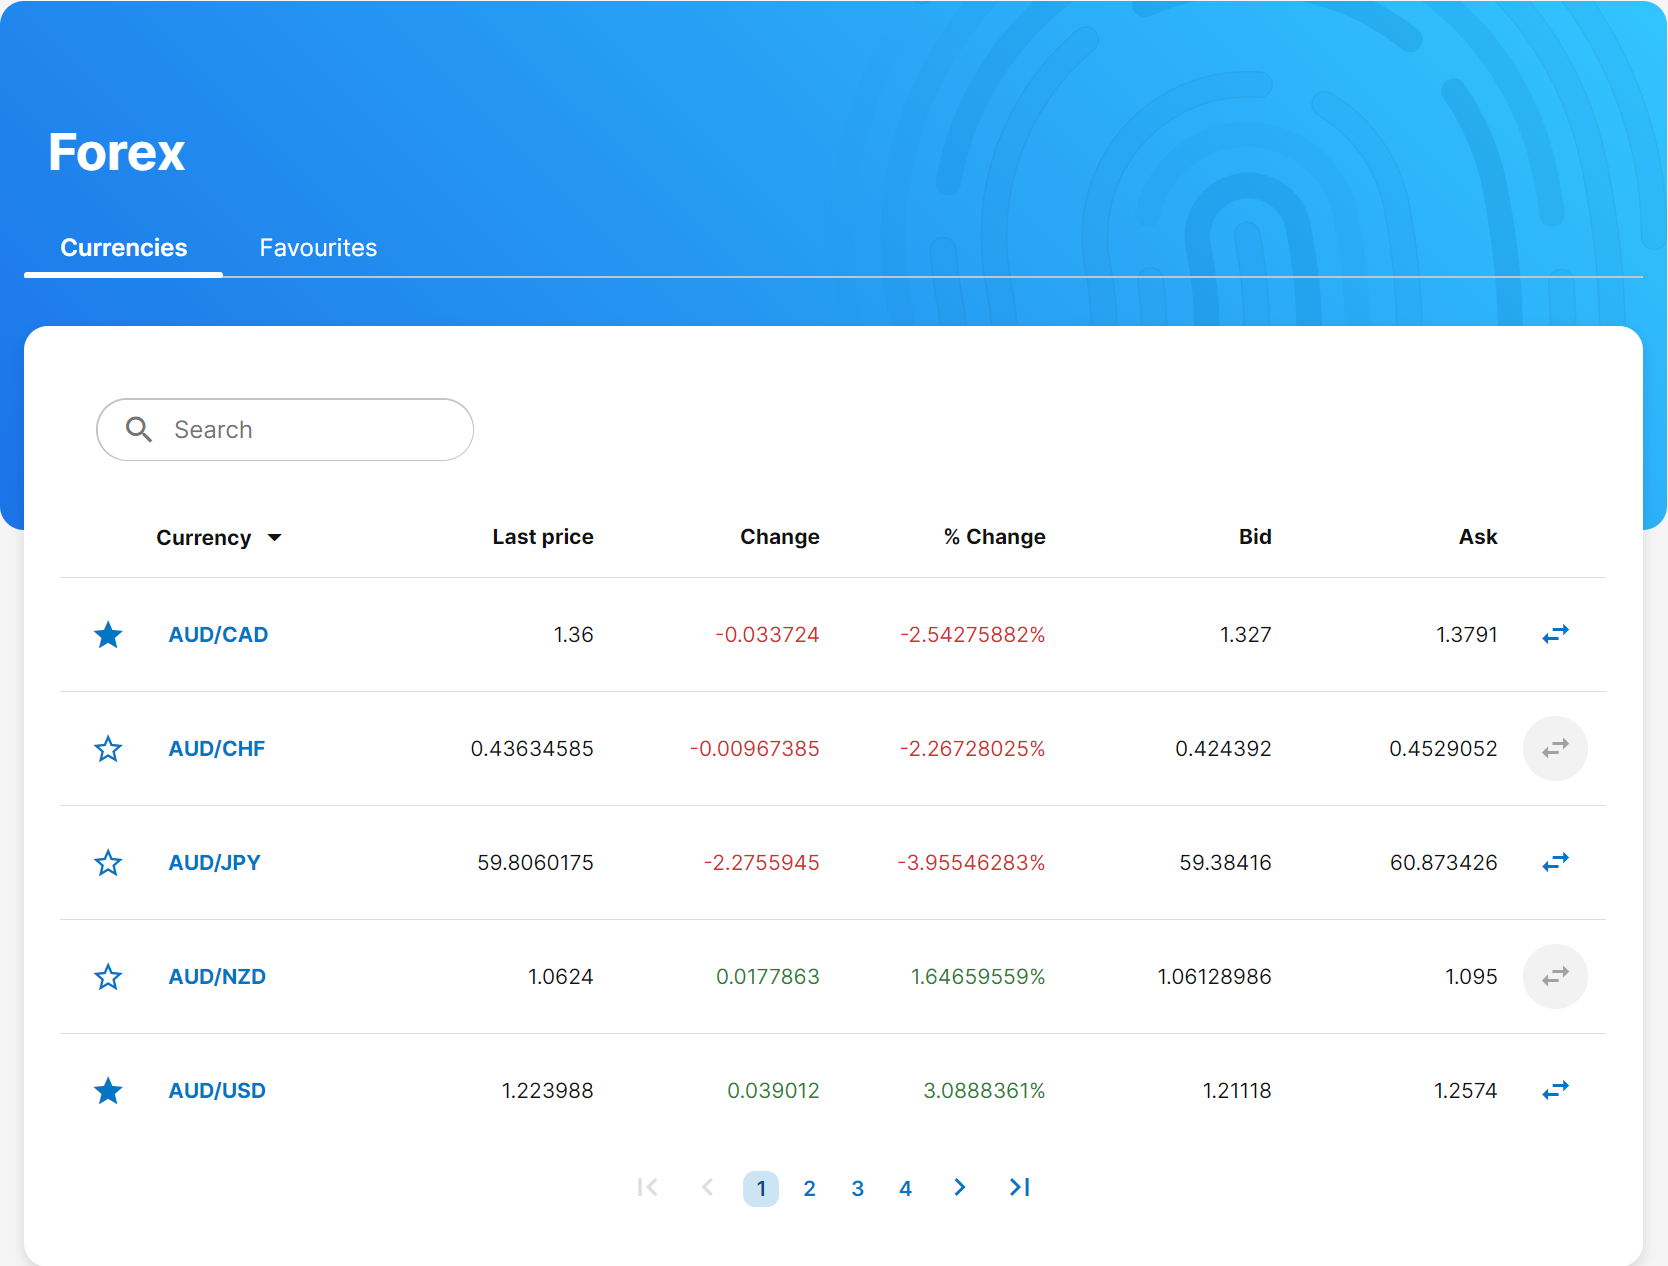 Forex
Currencies Favourites
Search
Currency Last price Change % Change Bid Ask
AUD/CAD 1.36 -0.033724 -2.54275882% 1.327 1.3791
AUD/CHF 0.43634585 -0.00967385 -2.26728025% 0.424392 0.4529052
AUD/JPY 59.8060175 -2.2755945 -3.95546283% 59.38416 60.873426
AUD/NZD 1.0624 0.0177863 1.64659559% 1.06128986 1.095
AUD/USD 1.223988 0.039012 3.0888361% 1.21118 1.2574
1 2 3 4